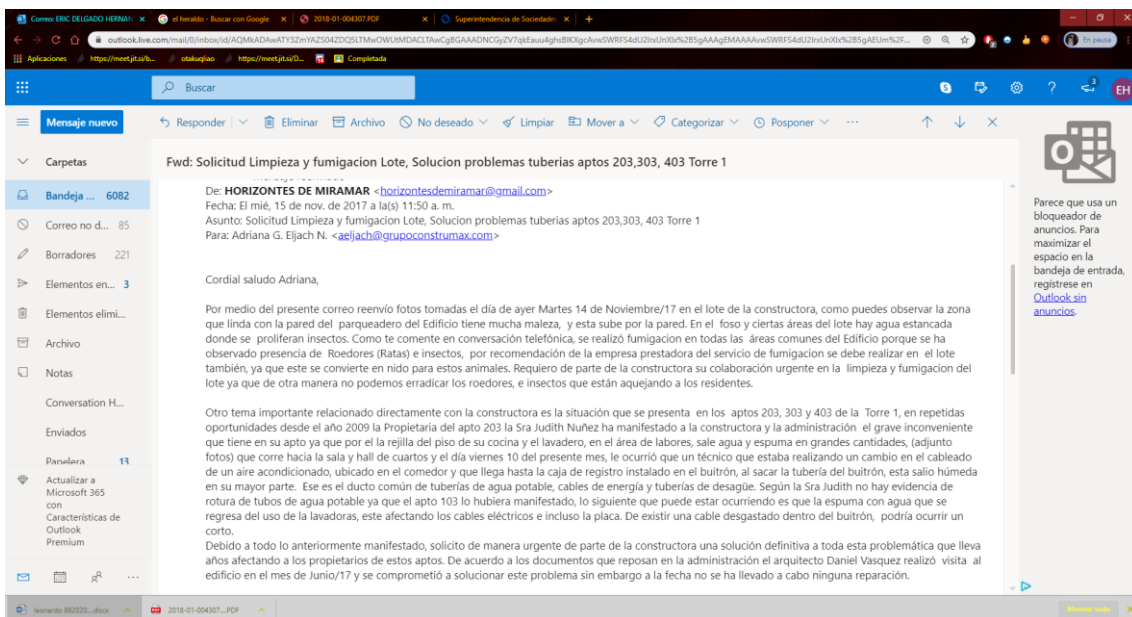 Correo: ERIC DELGADO HERNAN
el heraldo - Buscar con Google
2018-01-004307.PDF
Superintendencia de Sociedade
Aplicaciones https://meet.jit.si/b... otakuqliao https://meet.jit.si/D... Completada
En pausa
Buscar
3
EH
Mensaje nuevo
Responder Eliminar Archivo No deseado Limpiar Mover a Categorizar Posponer ...
Carpetas
Bandeja ... 6082
Correo no d... 85
Borradores 221
Elementos en... 3
Elementos elimi...
Archivo
Notas
Conversation H...
Enviados
Panelera 13
Actualizar a
Microsoft 365
con
Características de
Outlook
Premium
Fwd: Solicitud Limpieza y fumigacion Lote, Solucion problemas tuberias aptos 203,303, 403 Torre 1
De: HORIZONTES DE MIRAMAR <horizontesdemiramar@gmail.com>
Fecha: El mié, 15 de nov. de 2017 a la(s) 11:50 a. m.
Asunto: Solicitud Limpieza y fumigacion Lote, Solucion problemas tuberias aptos 203,303, 403 Torre 1
Para: Adriana G. Eljach N. <aeljach@grupoconstrumax.com>
Cordial saludo Adriana,
Por medio del presente correo reenvío fotos tomadas el día de ayer Martes 14 de Noviembre/17 en el lote de la constructora, como puedes observar la zona
que linda con la pared del parqueadero del Edificio tiene mucha maleza, y esta sube por la pared. En el foso y ciertas áreas del lote hay agua estancada
donde se proliferan insectos. Como te comente en conversación telefónica, se realizó fumigacion en todas las áreas comunes del Edificio porque se ha
observado presencia de Roedores (Ratas) e insectos, por recomendación de la empresa prestadora del servicio de fumigacion se debe realizar en el lote
también, ya que este se convierte en nido para estos animales. Requiero de parte de la constructora su colaboración urgente en la limpieza y fumigacion del
lote ya que de otra manera no podemos erradicar los roedores, e insectos que están aquejando a los residentes.
Otro tema importante relacionado directamente con la constructora es la situación que se presenta en los aptos 203, 303 y 403 de la Torre 1, en repetidas
oportunidades desde el año 2009 la Propietaria del apto 203 la Sra Judith Nuñez ha manifestado a la constructora y la administración el grave inconveniente
que tiene en su apto ya que por el la rejilla del piso de su cocina y el lavadero, en el área de labores, sale agua y espuma en grandes cantidades, (adjunto
fotos) que corre hacia la sala y hall de cuartos y el día viernes 10 del presente mes, le ocurrió que un técnico que estaba realizando un cambio en el cableado
de un aire acondicionado, ubicado en el comedor y que llega hasta la caja de registro instalado en el buitrón, al sacar la tubería del buitrón, esta salio húmeda
en su mayor parte. Ese es el ducto común de tuberías de agua potable, cables de energía y tuberías de desagüe. Según la Sra Judith no hay evidencia de
rotura de tubos de agua potable ya que el apto 103 lo hubiera manifestado, lo siguiente que puede estar ocurriendo es que la espuma con agua que se
regresa del uso de la lavadoras, este afectando los cables eléctricos e incluso la placa. De existir una cable desgastado dentro del buitrón, podría ocurrir un
corto.
Debido a todo lo anteriormente manifestado, solicito de manera urgente de parte de la constructora una solución definitiva a toda esta problemática que lleva
años afectando a los propietarios de estos aptos. De acuerdo a los documentos que reposan en la administración el arquitecto Daniel Vasquez realizó visita al
edificio en el mes de Junio/17 y se comprometió a solucionar este problema sin embargo a la fecha no se ha llevado a cabo ninguna reparación.
Parece que usa un
bloqueador de
anuncios. Para
maximizar el
espacio en la
bandeja de entrada,
regístrese en
Outlook sin
anuncios.
leonardo 862020....docx
2018-01-004307....PDF
Mostrar todo